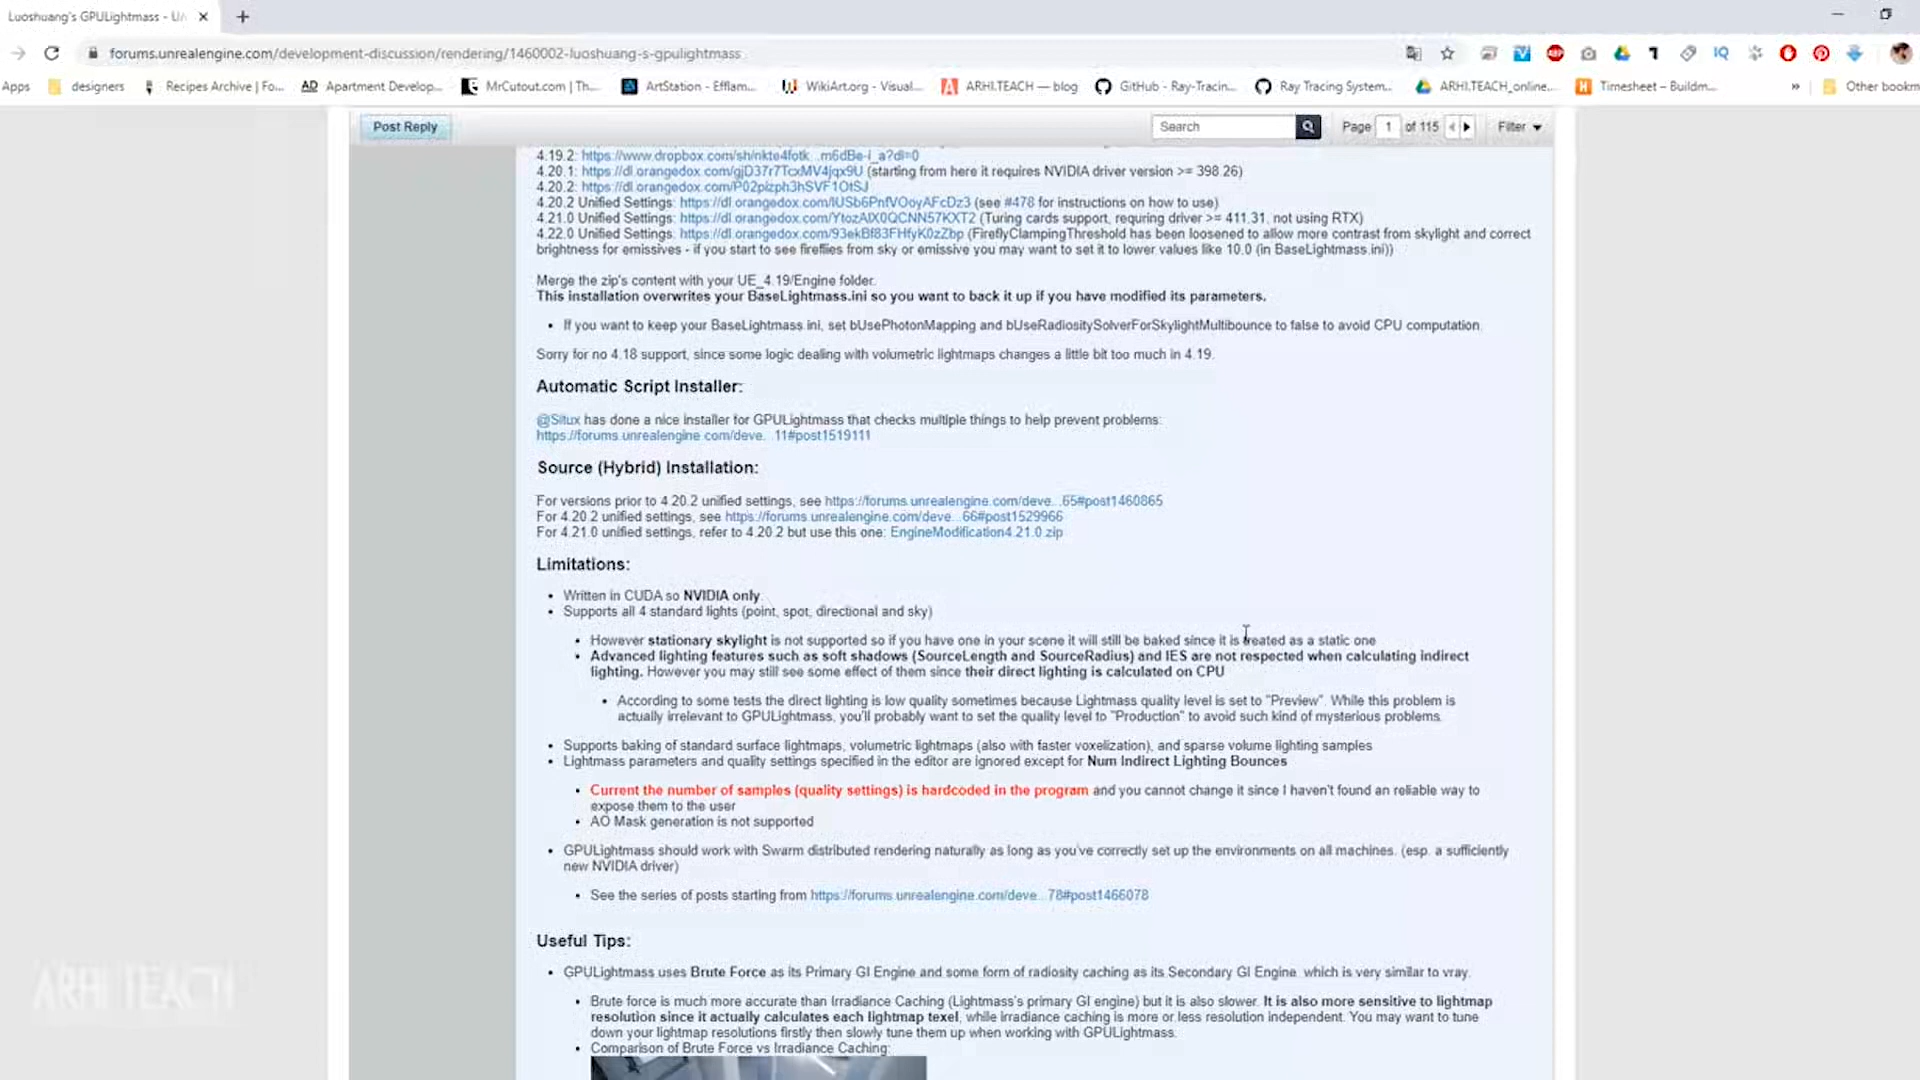 Luoshuang's GPULightmass - U
forums.unrealengine.com/development-discussion/rendering/1460002-luoshuang-s-gpulightmass
Apps designers Recipes Archive | Fo... AD Apartment Develop... MrCutout.com | Th... ArtStation - Efflam... WikiArt.org - Visual... ARHI.TEACH — blog GitHub - Ray-Tracin... Ray Tracing System... ARHI.TEACH_online... Timesheet – Buildm... » Other bookm
Post Reply Search Page 1 of 115 Filter
4.19.2: https://www.dropbox.com/sh/nkte4fotk...m6dBe-i_a?dl=0
4.20.1: https://dl.orangedox.com/gjD37r7TcxMV4jqx9U (starting from here it requires NVIDIA driver version >= 398.26)
4.20.2: https://dl.orangedox.com/P02pizph3hSVF1OtSJ
4.20.2 Unified Settings: https://dl.orangedox.com/IUSb6PnfVOoyAFcDz3 (see #478 for instructions on how to use)
4.21.0 Unified Settings: https://dl.orangedox.com/YtozAlX0QCNN57KXT2 (Turing cards support, requring driver >= 411.31, not using RTX)
4.22.0 Unified Settings: https://dl.orangedox.com/93ekBf83FHfyK0zZbp (FireflyClampingThreshold has been loosened to allow more contrast from skylight and correct
brightness for emissives - if you start to see fireflies from sky or emissive you may want to set it to lower values like 10.0 (in BaseLightmass.ini))
Merge the zip's content with your UE_4.19/Engine folder.
This installation overwrites your BaseLightmass.ini so you want to back it up if you have modified its parameters.
• If you want to keep your BaseLightmass.ini, set bUsePhotonMapping and bUseRadiositySolverForSkylightMultibounce to false to avoid CPU computation.
Sorry for no 4.18 support, since some logic dealing with volumetric lightmaps changes a little bit too much in 4.19.
Automatic Script Installer:
@Situx has done a nice installer for GPULightmass that checks multiple things to help prevent problems:
https://forums.unrealengine.com/deve...11#post1519111
Source (Hybrid) Installation:
For versions prior to 4.20.2 unified settings, see https://forums.unrealengine.com/deve...65#post1460865
For 4.20.2 unified settings, see https://forums.unrealengine.com/deve...66#post1529966
For 4.21.0 unified settings, refer to 4.20.2 but use this one: EngineModification4.21.0.zip
Limitations:
• Written in CUDA so NVIDIA only.
• Supports all 4 standard lights (point, spot, directional and sky)
• However stationary skylight is not supported so if you have one in your scene it will still be baked since it is treated as a static one
• Advanced lighting features such as soft shadows (SourceLength and SourceRadius) and IES are not respected when calculating indirect
lighting. However you may still see some effect of them since their direct lighting is calculated on CPU
• According to some tests the direct lighting is low quality sometimes because Lightmass quality level is set to "Preview". While this problem is
actually irrelevant to GPULightmass, you'll probably want to set the quality level to "Production" to avoid such kind of mysterious problems.
• Supports baking of standard surface lightmaps, volumetric lightmaps (also with faster voxelization), and sparse volume lighting samples
• Lightmass parameters and quality settings specified in the editor are ignored except for Num Indirect Lighting Bounces
• Current the number of samples (quality settings) is hardcoded in the program and you cannot change it since I haven't found an reliable way to
expose them to the user
• AO Mask generation is not supported
• GPULightmass should work with Swarm distributed rendering naturally as long as you've correctly set up the environments on all machines. (esp. a sufficiently
new NVIDIA driver)
• See the series of posts starting from https://forums.unrealengine.com/deve...78#post1466078
Useful Tips:
• GPULightmass uses Brute Force as its Primary GI Engine and some form of radiosity caching as its Secondary GI Engine, which is very similar to vray.
• Brute force is much more accurate than Irradiance Caching (Lightmass's primary GI engine) but it is also slower. It is also more sensitive to lightmap
resolution since it actually calculates each lightmap texel, while irradiance caching is more or less resolution independent. You may want to tune
down your lightmap resolutions firstly then slowly tune them up when working with GPULightmass.
• Comparison of Brute Force vs Irradiance Caching:
ARHI TEACH